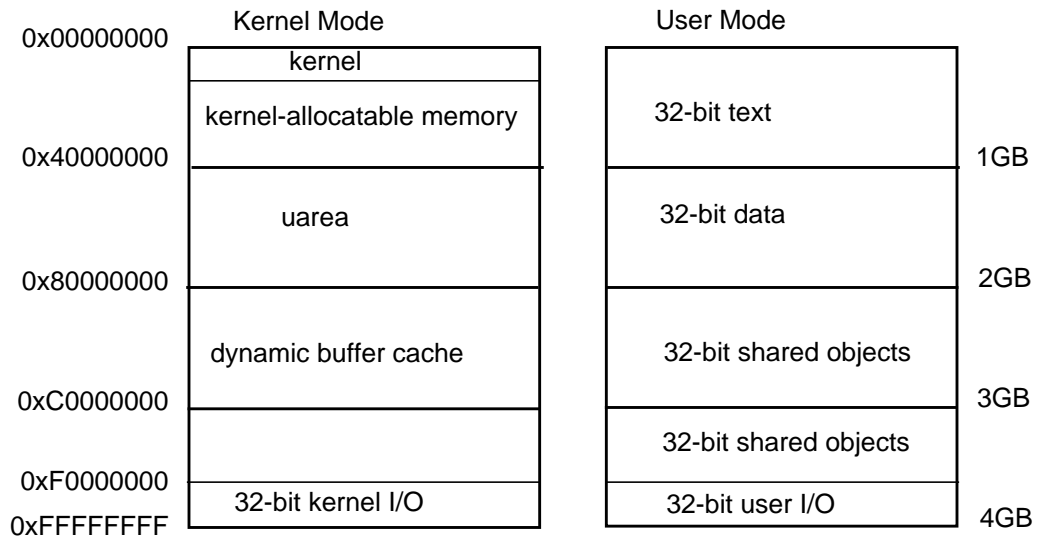 Kernel Mode
User Mode
0x00000000
kernel
kernel-allocatable memory
32-bit text
0x40000000
1GB
uarea
32-bit data
0x80000000
2GB
dynamic buffer cache
32-bit shared objects
0xC0000000
3GB
32-bit shared objects
0xF0000000
32-bit kernel I/O
32-bit user I/O
0xFFFFFFFF
4GB